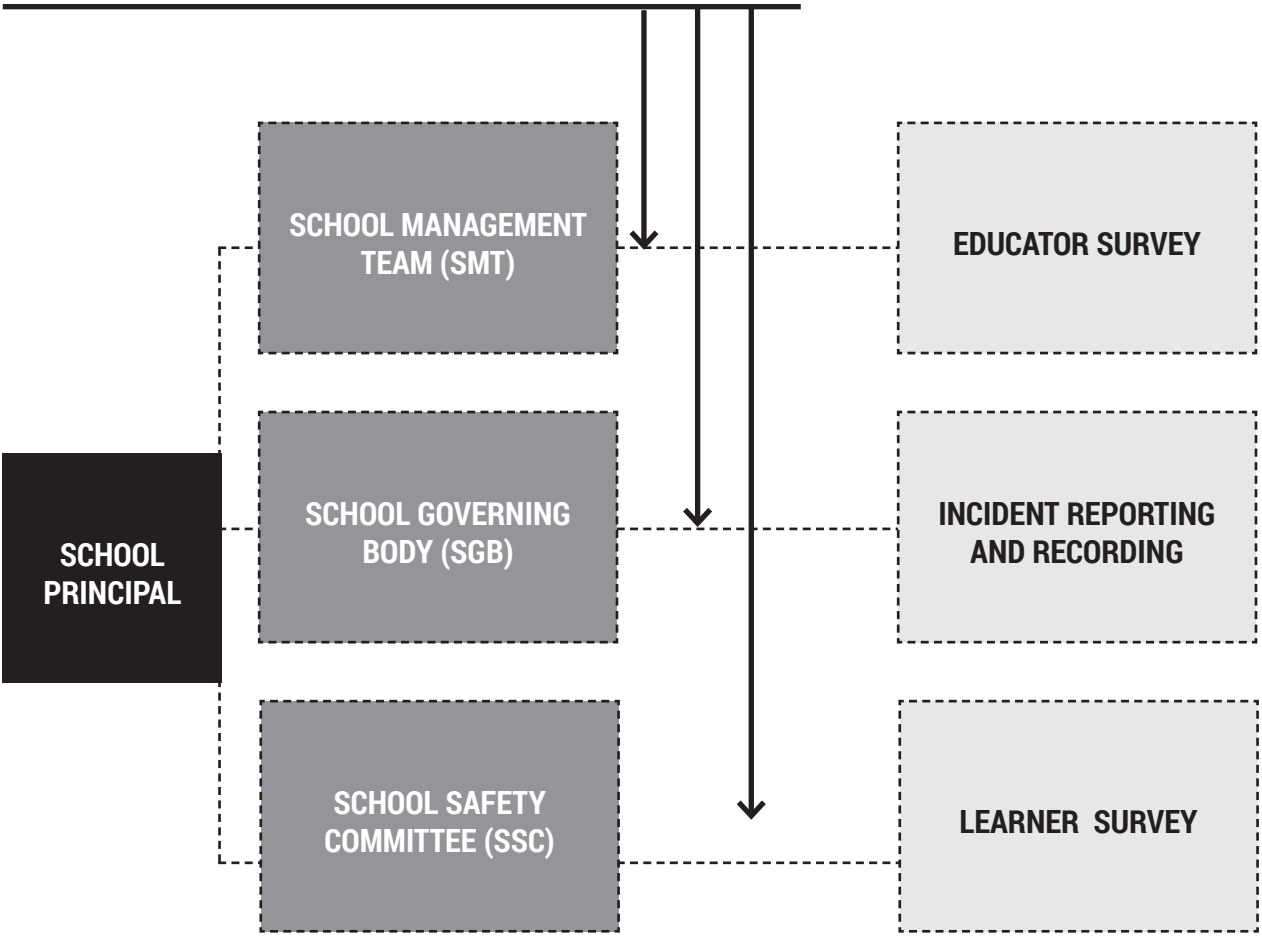 SCHOOL MANAGEMENT
TEAM (SMT)
EDUCATOR SURVEY
SCHOOL GOVERNING
BODY (SGB)
INCIDENT REPORTING
AND RECORDING
SCHOOL
PRINCIPAL
SCHOOL SAFETY
COMMITTEE (SSC)
LEARNER SURVEY